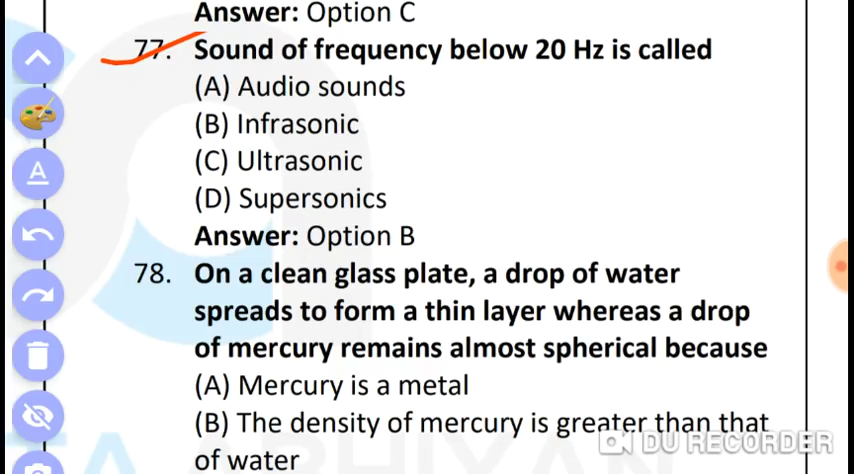 Answer: Option C
77. Sound of frequency below 20 Hz is called
(A) Audio sounds
(B) Infrasonic
(C) Ultrasonic
(D) Supersonics
Answer: Option B
78. On a clean glass plate, a drop of water
spreads to form a thin layer whereas a drop
of mercury remains almost spherical because
(A) Mercury is a metal
(B) The density of mercury is greater than that
of water
DU RECORDER
A